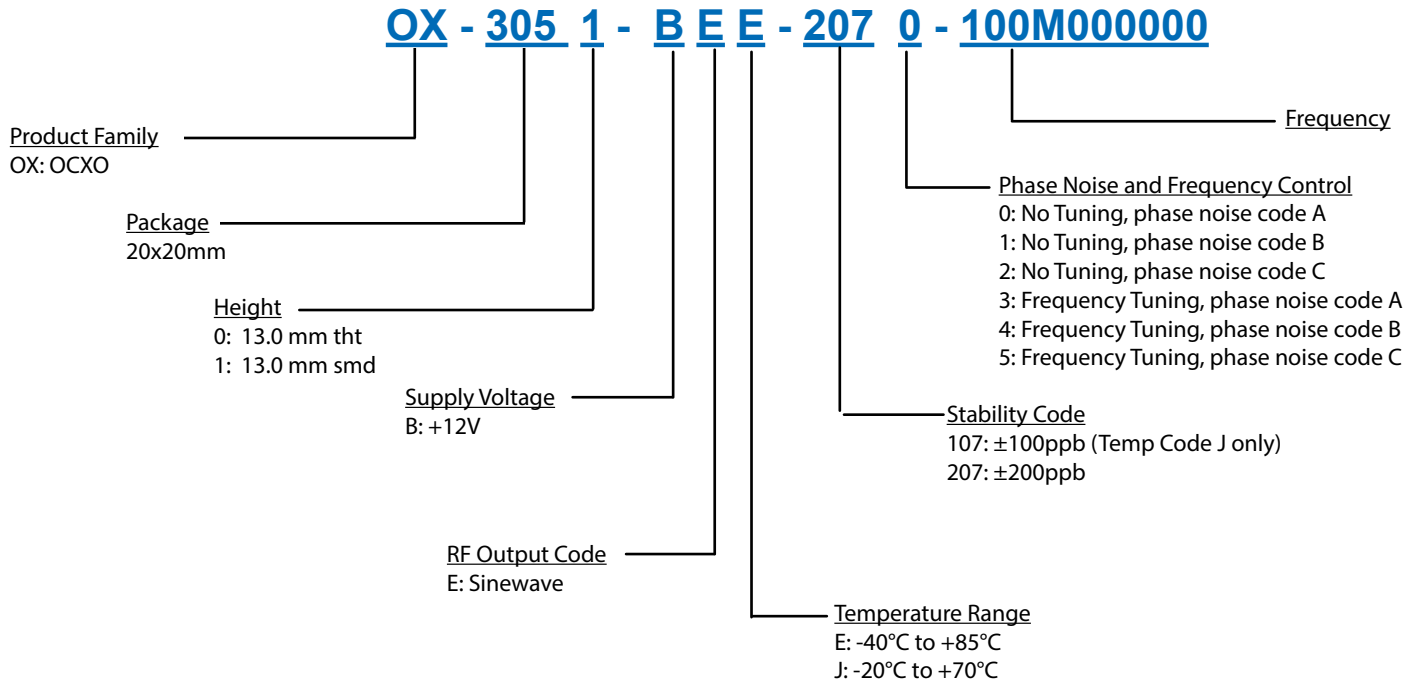 OX - 305 1 - B E E - 207 0 - 100M000000
Frequency
Product Family
OX: OCXO
Phase Noise and Frequency Control
0: No Tuning, phase noise code A
1: No Tuning, phase noise code B
2: No Tuning, phase noise code C
3: Frequency Tuning, phase noise code A
4: Frequency Tuning, phase noise code B
5: Frequency Tuning, phase noise code C
Package
20x20mm
Height
0: 13.0 mm tht
1: 13.0 mm smd
Supply Voltage
B: +12V
Stability Code
107: ±100ppb (Temp Code J only)
207: ±200ppb
RF Output Code
E: Sinewave
Temperature Range
E: -40°C to +85°C
J: -20°C to +70°C